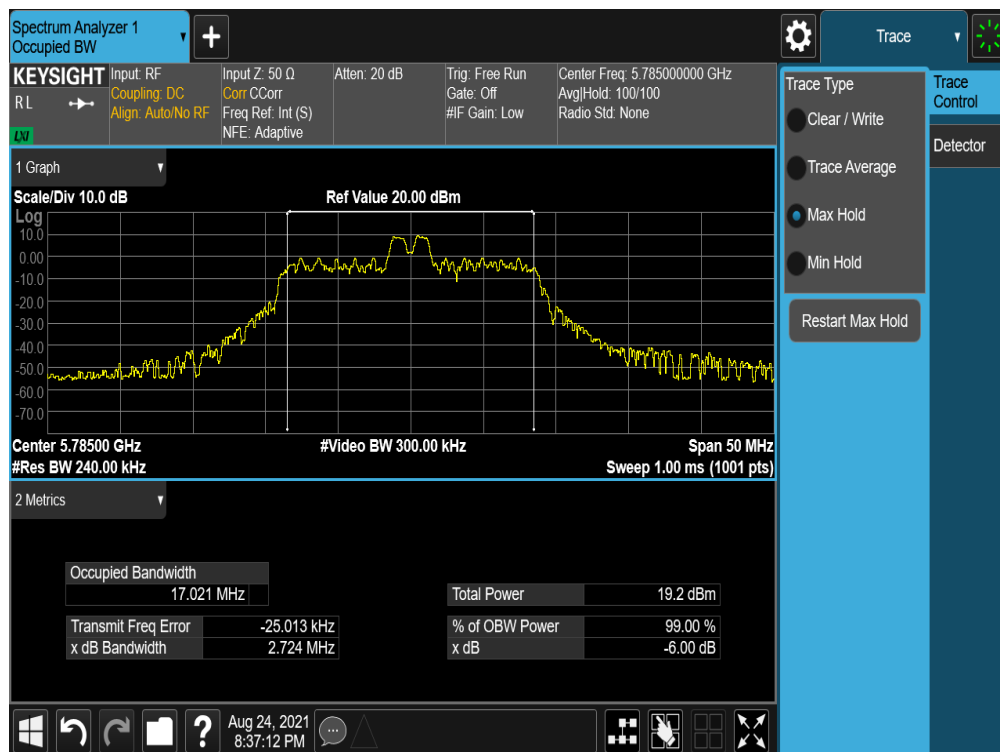 Spectrum Analyzer 1
Occupied BW
+
Trace
KEYSIGHT
R L
LXI
Input: RF
Coupling: DC
Align: Auto/No RF
Input Z: 50 Ω
Corr CCorr
Freq Ref: Int (S)
NFE: Adaptive
Atten: 20 dB
Trig: Free Run
Gate: Off
#IF Gain: Low
Center Freq: 5.785000000 GHz
Avg|Hold: 100/100
Radio Std: None
Trace Type
Clear / Write
Trace Average
Max Hold
Min Hold
Restart Max Hold
Trace
Control
Detector
1 Graph
Scale/Div 10.0 dB
Ref Value 20.00 dBm
Log
10.0
0.00
-10.0
-20.0
-30.0
-40.0
-50.0
-60.0
-70.0
Center 5.78500 GHz
#Video BW 300.00 kHz
Span 50 MHz
#Res BW 240.00 kHz
Sweep 1.00 ms (1001 pts)
2 Metrics
Occupied Bandwidth
17.021 MHz
Total Power 19.2 dBm
Transmit Freq Error -25.013 kHz
% of OBW Power 99.00 %
x dB Bandwidth 2.724 MHz
x dB -6.00 dB
?
Aug 24, 2021
8:37:12 PM